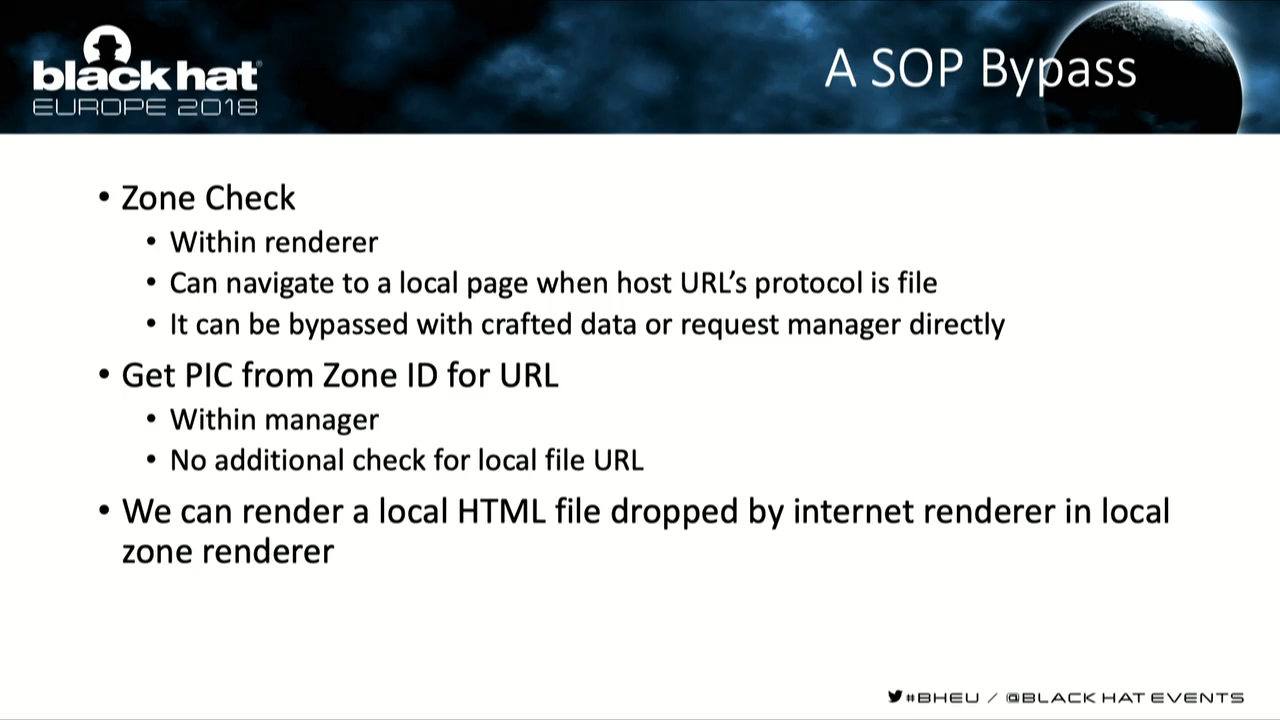 black hat
EUROPE 2018
A SOP Bypass
• Zone Check
• Within renderer
• Can navigate to a local page when host URL’s protocol is file
• It can be bypassed with crafted data or request manager directly
• Get PIC from Zone ID for URL
• Within manager
• No additional check for local file URL
• We can render a local HTML file dropped by internet renderer in local
zone renderer
#BHEU / @BLACK HAT EVENTS